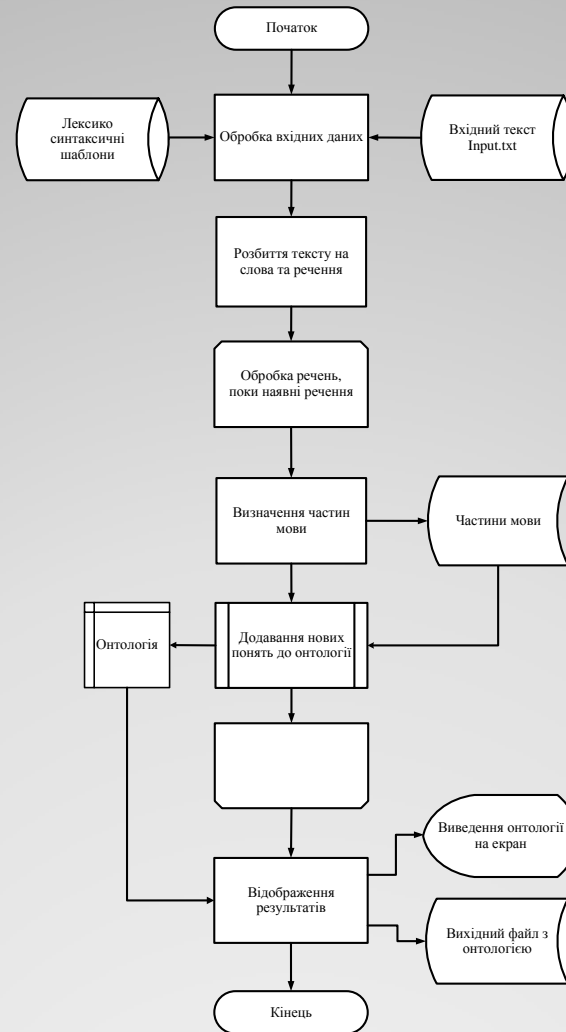 Початок
Лексико
синтаксичні
шаблони
Обробка вхідних даних
Вхідний текст
Input.txt
Розбиття тексту на
слова та речення
Обробка речень,
поки наявні речення
Визначення частин
мови
Частини мови
Онтологія
Додавання нових
понять до онтології
Виведення онтології
на екран
Відображення
результатів
Вихідний файл з
онтологією
Кінець